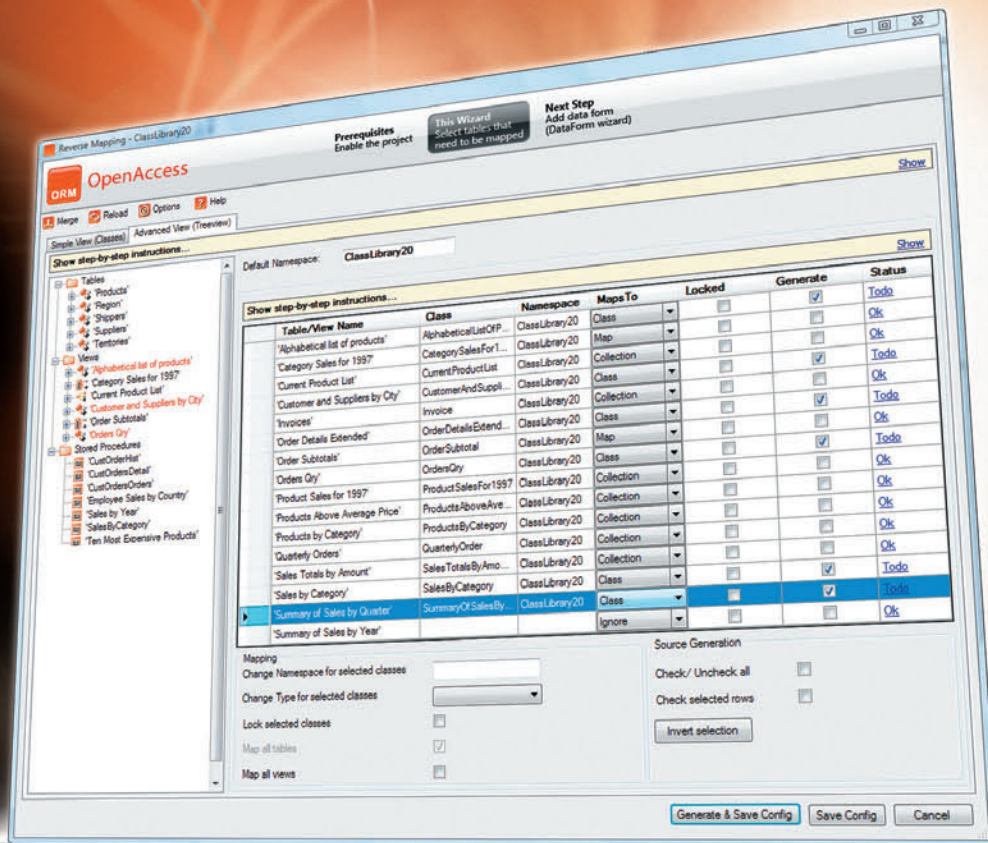 Reverse Mapping - ClassLibrary20
Prerequisites
Enable the project
This Wizard
Select tables that
need to be mapped
Next Step
Add data form
(DataForm wizard)
ORM OpenAccess
Show
Merge Reload Options Help
Simple View (Classes) Advanced View (Treeview)
Show step-by-step instructions...
Tables
'Products'
'Region'
'Shippers'
'Suppliers'
'Territories'
Views
'Alphabetical list of products'
'Category Sales for 1997'
'Current Product List'
'Customer and Suppliers by City'
'Order Subtotals'
'Orders Qry'
Stored Procedures
'CustOrderHist'
'CustOrdersDetail'
'CustOrdersOrders'
'Employee Sales by Country'
'Sales by Year'
'SalesByCategory'
'Ten Most Expensive Products'
Default Namespace: ClassLibrary20
Show step-by-step instructions... Show
Table/View Name Class Namespace MapsTo Locked Generate Status
'Alphabetical list of products' AlphabeticalListOfP... ClassLibrary20 Class Todo
'Category Sales for 1997' CategorySalesFor1... ClassLibrary20 Map Ok
'Current Product List' CurrentProductList ClassLibrary20 Collection Ok
'Customer and Suppliers by City' CustomerAndSuppli... ClassLibrary20 Class Todo
'Invoices' Invoice ClassLibrary20 Collection Ok
'Order Details Extended' OrderDetailsExtend... ClassLibrary20 Class Todo
'Order Subtotals' OrderSubtotal ClassLibrary20 Map Ok
'Orders Qry' OrdersQry ClassLibrary20 Class Todo
'Product Sales for 1997' ProductSalesFor1997 ClassLibrary20 Collection Ok
'Products Above Average Price' ProductsAboveAve... ClassLibrary20 Collection Ok
'Products by Category' ProductsByCategory ClassLibrary20 Collection Ok
'Quarterly Orders' QuarterlyOrder ClassLibrary20 Collection Ok
'Sales Totals by Amount' SalesTotalsByAmo... ClassLibrary20 Collection Ok
'Sales by Category' SalesByCategory ClassLibrary20 Class Todo
'Summary of Sales by Quarter' SummaryOfSalesBy... ClassLibrary20 Class Todo
'Summary of Sales by Year' Ignore Ok
Mapping
Change Namespace for selected classes
Change Type for selected classes
Lock selected classes
Map all tables
Map all views
Source Generation
Check/ Uncheck all
Check selected rows
Invert selection
Generate & Save Config Save Config Cancel